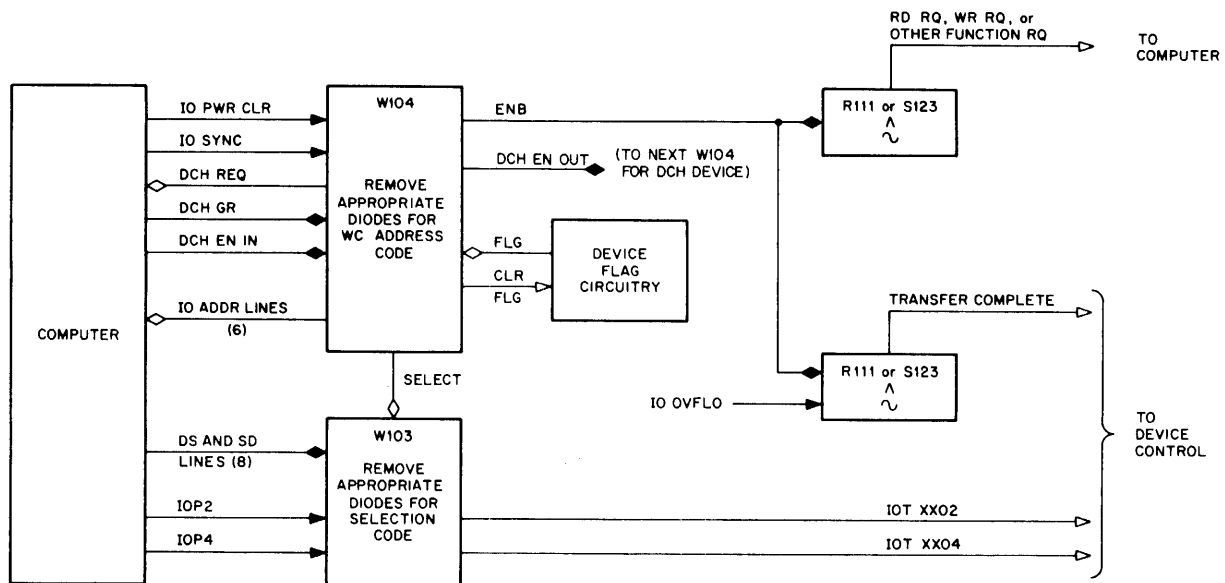 RD RQ, WR RQ, or
OTHER FUNCTION RQ
TO
COMPUTER
COMPUTER
IO PWR CLR
IO SYNC
DCH REQ
DCH GR
DCH EN IN
IO ADDR LINES
(6)
W104
REMOVE
APPROPRIATE
DIODES FOR
WC ADDRESS
CODE
ENB
DCH EN OUT
(TO NEXT W104
FOR DCH DEVICE)
FLG
CLR
FLG
DEVICE
FLAG
CIRCUITRY
R111 or S123
∧
∿
TRANSFER COMPLETE
R111 or S123
∧
∿
IO OVFLO
SELECT
DS AND SD
LINES (8)
IOP2
IOP4
W103
REMOVE
APPROPRIATE
DIODES FOR
SELECTION
CODE
IOT XX02
IOT XX04
TO
DEVICE
CONTROL